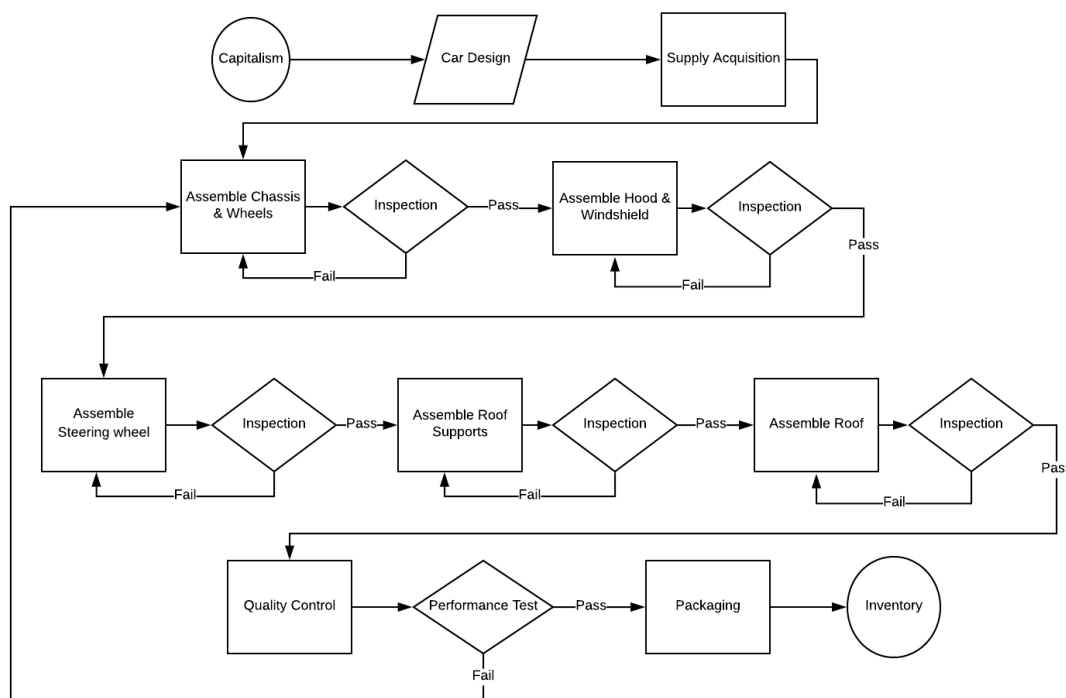 Capitalism
Car Design
Supply Acquisition
Assemble Chassis
& Wheels
Inspection
Pass
Assemble Hood &
Windshield
Inspection
Pass
Fail
Fail
Assemble
Steering wheel
Inspection
Pass
Assemble Roof
Supports
Inspection
Pass
Assemble Roof
Inspection
Pas
Fail
Fail
Fail
Quality Control
Performance Test
Pass
Packaging
Inventory
Fail